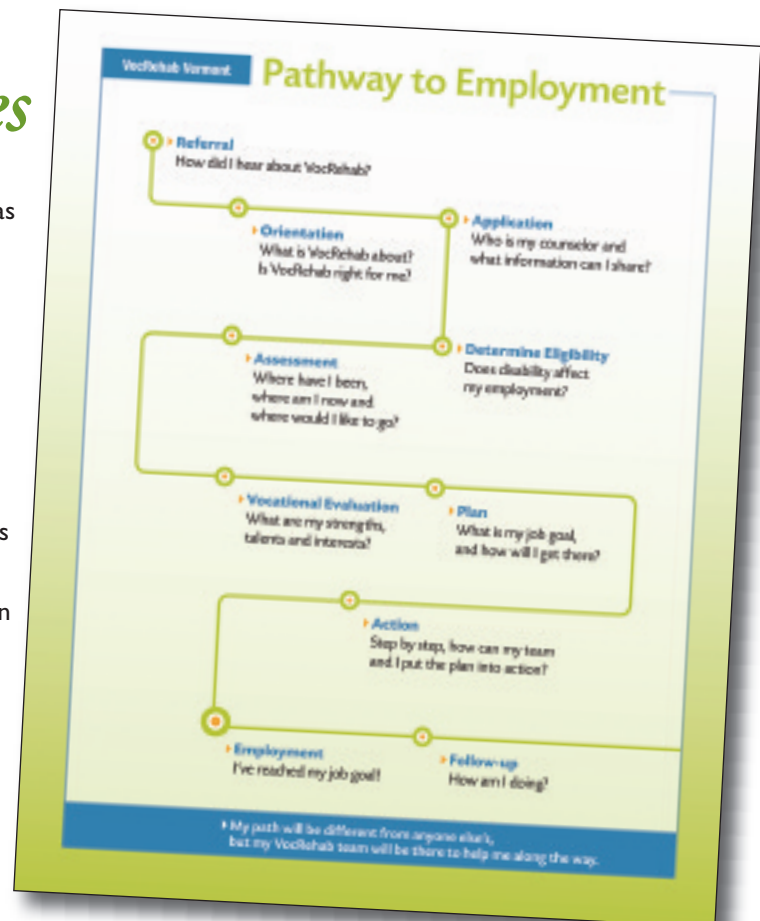 es
as
s
n
VocRehab Vermont
Pathway to Employment
Referral
How did I hear about VocRehab?
Orientation
What is VocRehab about?
Is VocRehab right for me?
Application
Who is my counselor and
what information can I share?
Determine Eligibility
Does disability affect
my employment?
Assessment
Where have I been,
where am I now and
where would I like to go?
Vocational Evaluation
What are my strengths,
talents and interests?
Plan
What is my job goal,
and how will I get there?
Action
Step by step, how can my team
and I put the plan into action?
Employment
I've reached my job goal!
Follow-up
How am I doing?
My path will be different from anyone else's,
but my VocRehab team will be there to help me along the way.